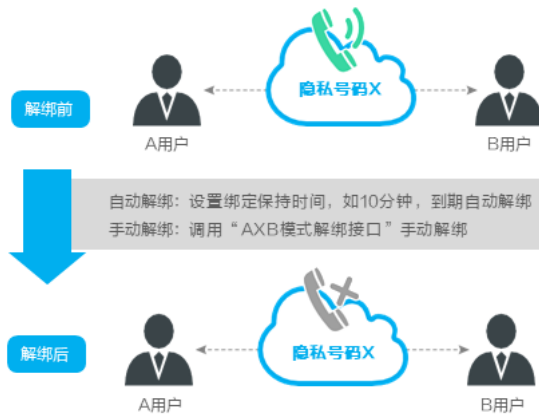 隐私号码X
解绑前
A用户
B用户
自动解绑：设置绑定保持时间，如10分钟，到期自动解绑
手动解绑：调用“AXB模式解绑接口”手动解绑
隐私号码X
解绑后
A用户
B用户